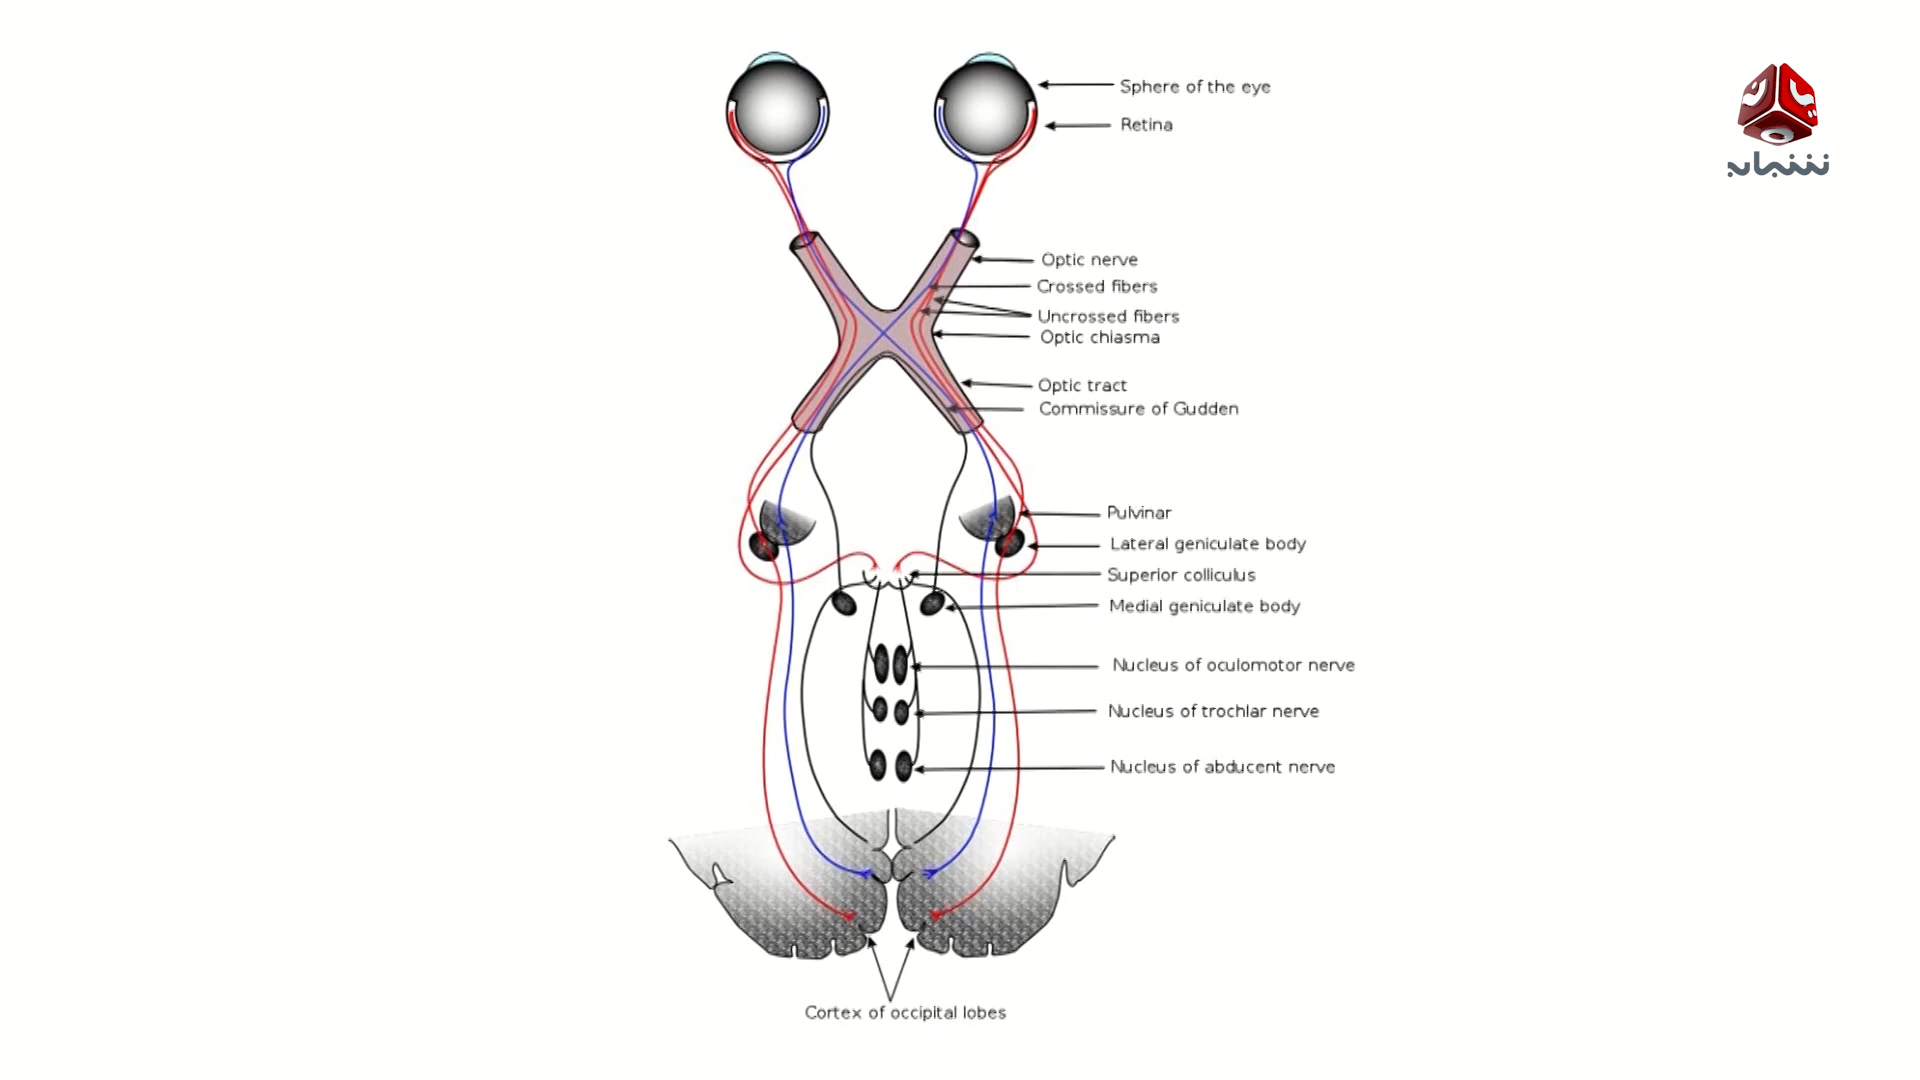 Sphere of the eye
Retina
Optic nerve
Crossed fibers
Uncrossed fibers
Optic chiasma
Optic tract
Commissure of Gudden
Pulvinar
Lateral geniculate body
Superior colliculus
Medial geniculate body
Nucleus of oculomotor nerve
Nucleus of trochlar nerve
Nucleus of abducent nerve
Cortex of occipital lobes